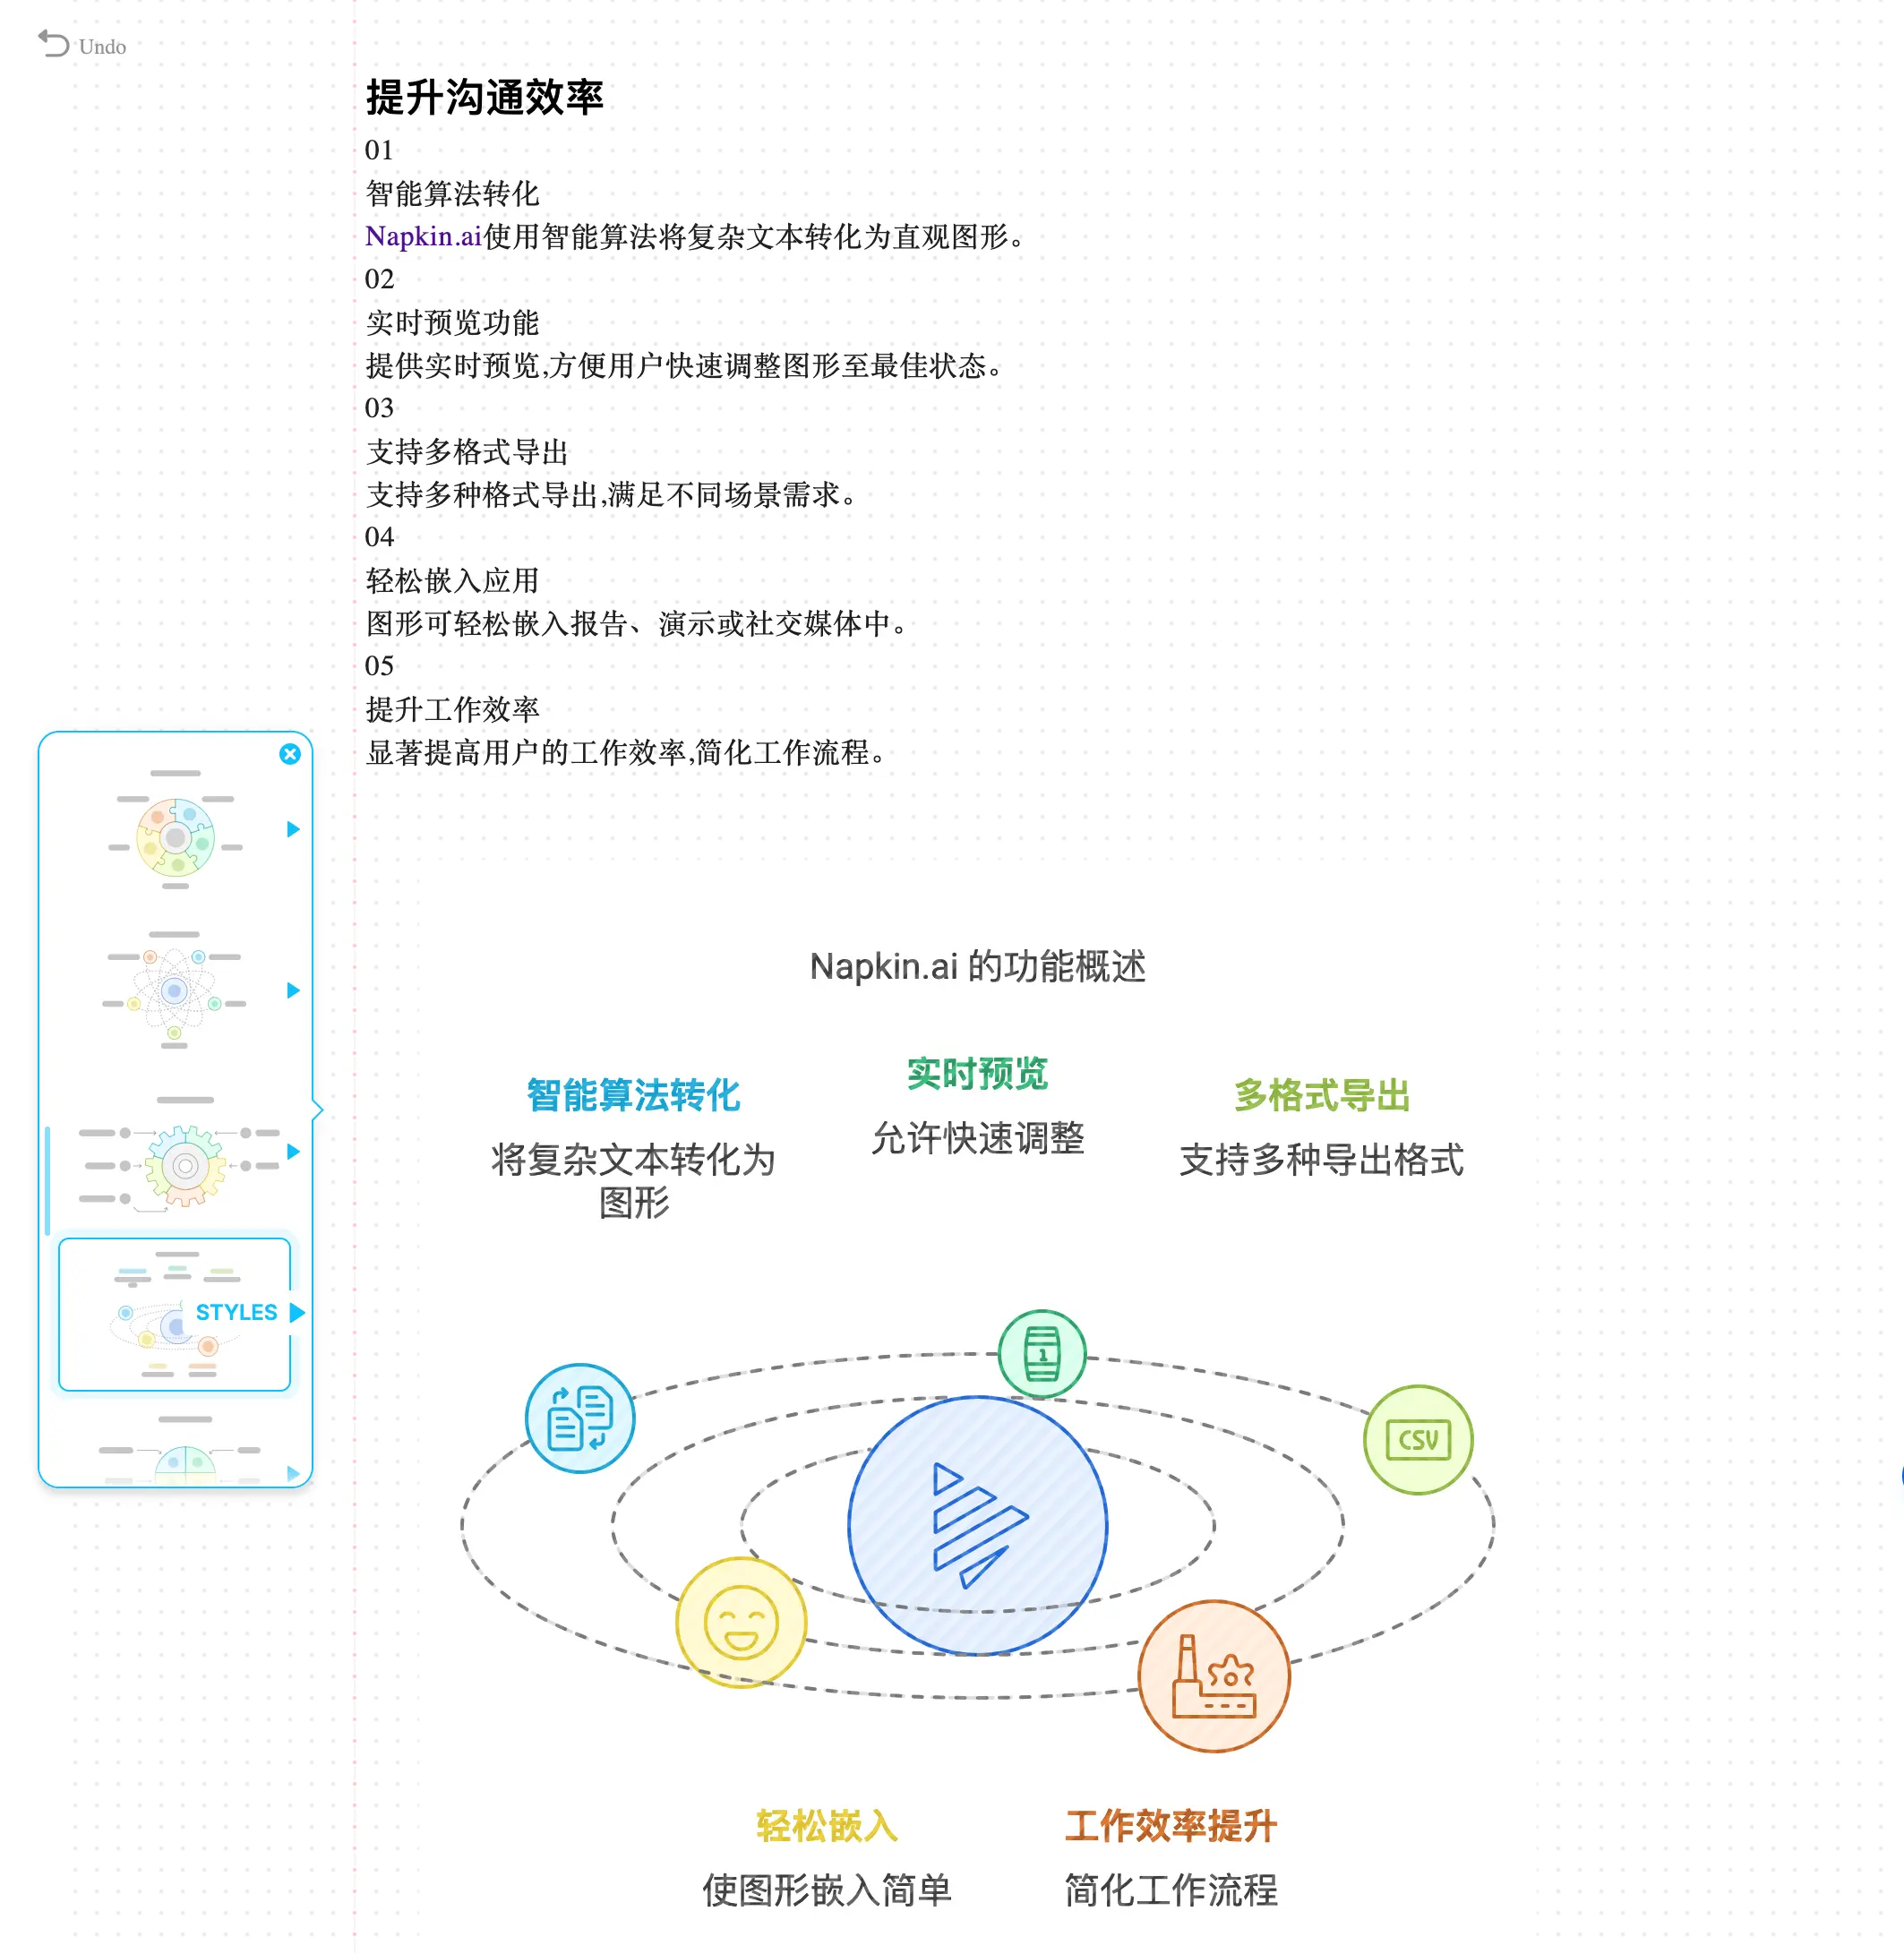 Undo
提升沟通效率
01
智能算法转化
Napkin.ai使用智能算法将复杂文本转化为直观图形。
02
实时预览功能
提供实时预览,方便用户快速调整图形至最佳状态。
03
支持多格式导出
支持多种格式导出,满足不同场景需求。
04
轻松嵌入应用
图形可轻松嵌入报告、演示或社交媒体中。
05
提升工作效率
显著提高用户的工作效率,简化工作流程。
STYLES
Napkin.ai 的功能概述
智能算法转化
将复杂文本转化为
图形
实时预览
允许快速调整
多格式导出
支持多种导出格式
1
CSV
轻松嵌入
使图形嵌入简单
工作效率提升
简化工作流程